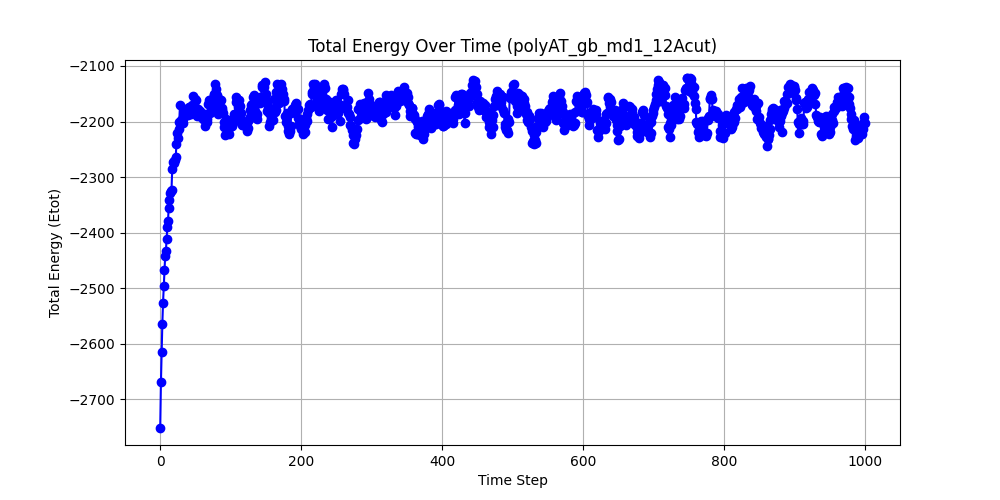 Total Energy Over Time (polyAT_gb_md1_12Acut)
Total Energy (Etot)
−2100
−2200
−2300
−2400
−2500
−2600
−2700
0 200 400 600 800 1000
Time Step